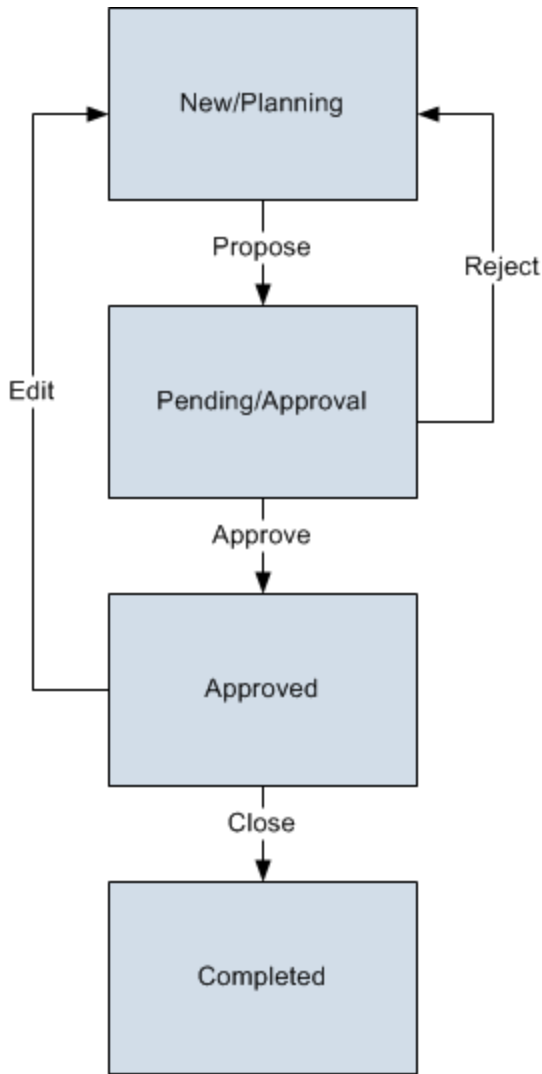 New/Planning
Propose
Reject
Pending/Approval
Edit
Approve
Approved
Close
Completed